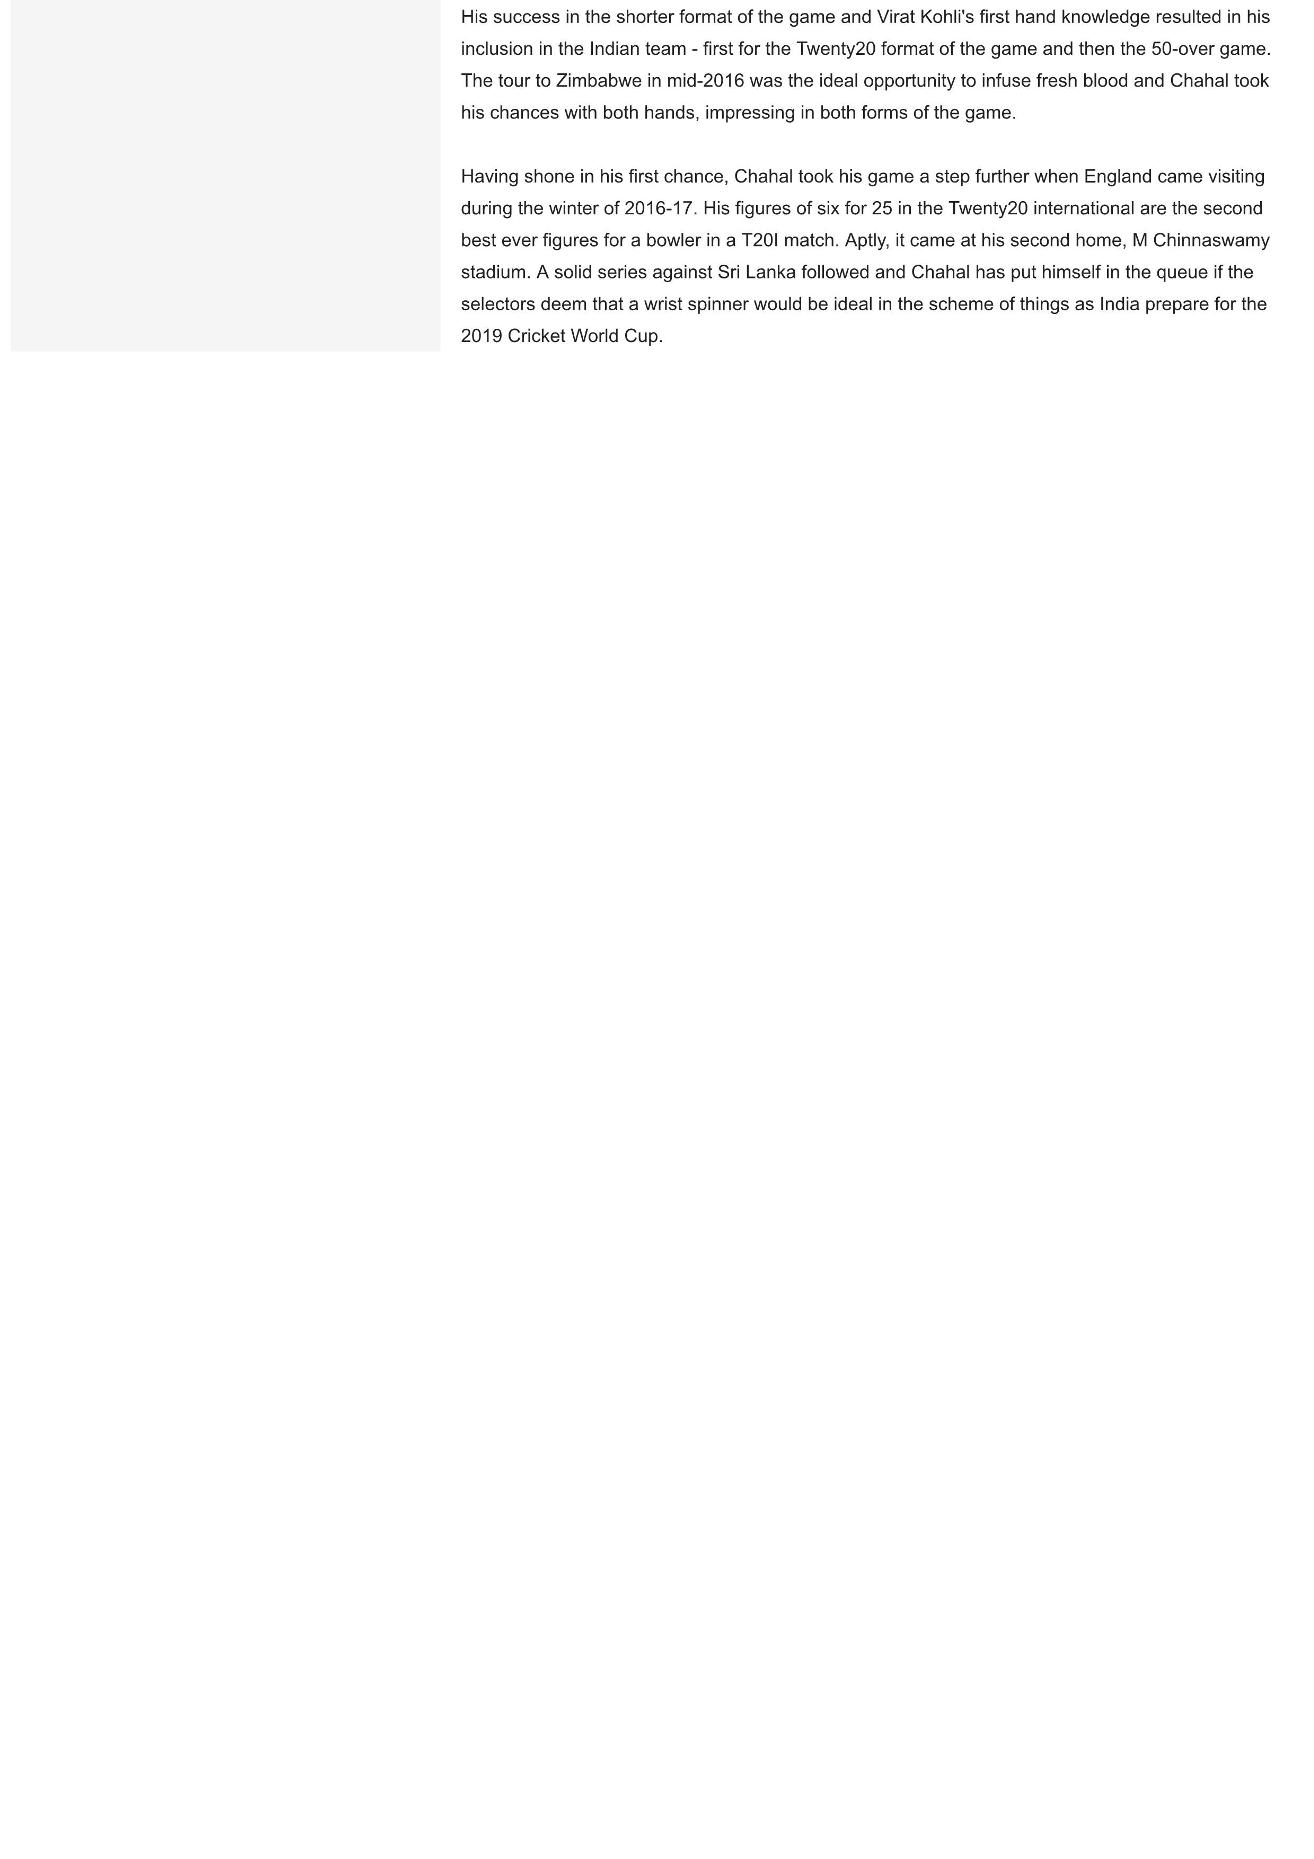 His success in the shorter format of the game and Virat Kohli's first hand knowledge resulted in his
inclusion in the Indian team - first for the Twenty20 format of the game and then the 50-over game.
The tour to Zimbabwe in mid-2016 was the ideal opportunity to infuse fresh blood and Chahal took
his chances with both hands, impressing in both forms of the game.
Having shone in his first chance, Chahal took his game a step further when England came visiting
during the winter of 2016-17. His figures of six for 25 in the Twenty20 international are the second
best ever figures for a bowler in a T20I match. Aptly, it came at his second home, M Chinnaswamy
stadium. A solid series against Sri Lanka followed and Chahal has put himself in the queue if the
selectors deem that a wrist spinner would be ideal in the scheme of things as India prepare for the
2019 Cricket World Cup.